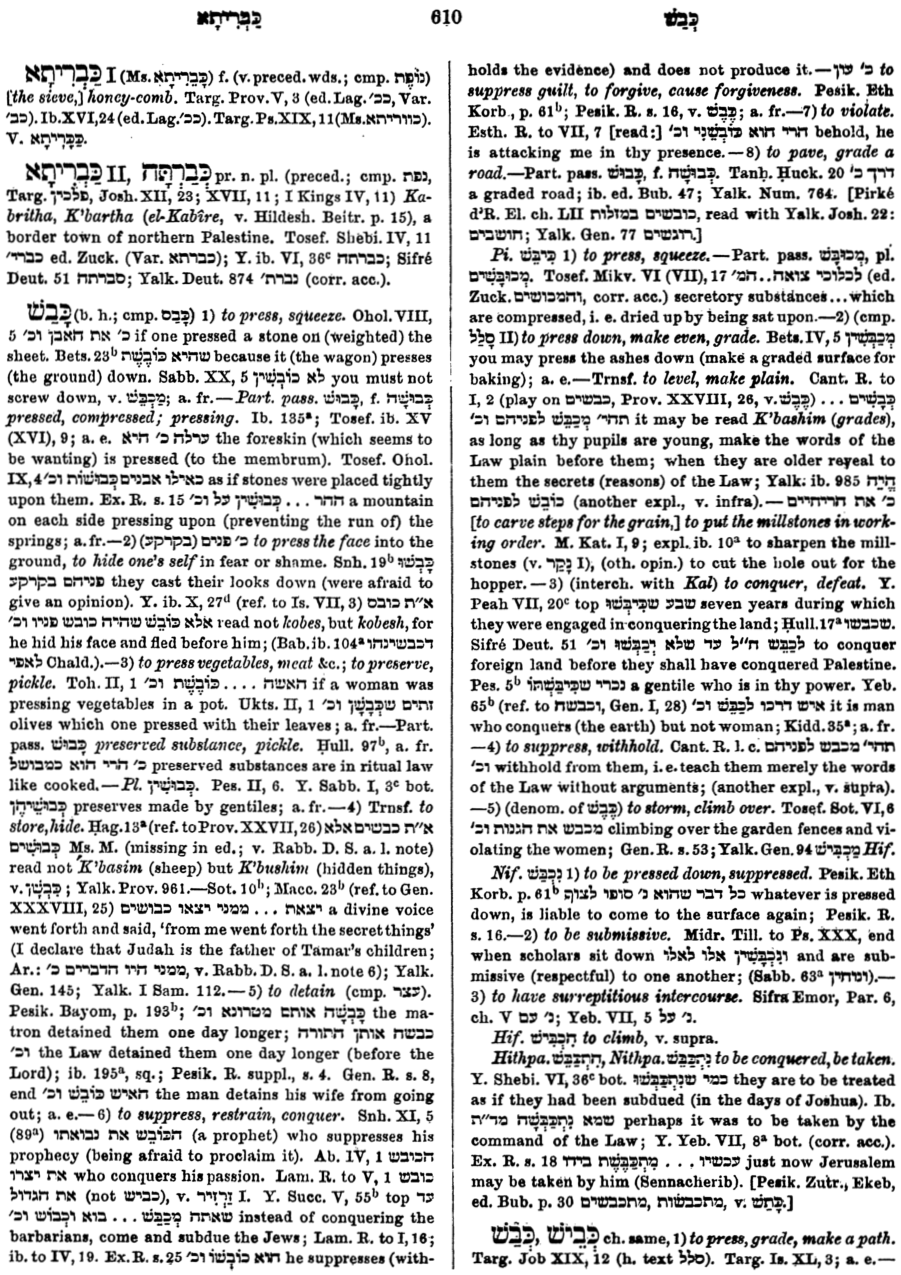 כַּבְּרִיתָא 610 כָּבַשׁ
כַּבְּרִיתָא I (Ms. כָּבֵרִיתָא) f. (v. preced. wds.; cmp. נוֹפֶת)
[the sieve,] honey-comb. Targ. Prov. V, 3 (ed. Lag. ככ׳, Var.
כב׳). Ib. XVI, 24 (ed. Lag. ככ׳). Targ. Ps. XIX, 11 (Ms. כווריתא).
V. כַּכָּרִיתָא.
כַּבְּרִיתָא II, כְּבַרְתָּה pr. n. pl. (preced.; cmp. נפת,
Targ. פלכין, Josh. XII, 23; XVII, 11; I Kings IV, 11) Ka-
britha, K'bartha (el-Kabîre, v. Hildesh. Beitr. p. 15), a
border town of northern Palestine. Tosef. Shebi. IV, 11
כברי׳ ed. Zuck. (Var. כברתא); Y. ib. VI, 36c כברתה; Sifré
Deut. 51 סברתה; Yalk. Deut. 874 נברת׳ (corr. acc.).
כָּבַשׁ (b. h.; cmp. כָּבַס) 1) to press, squeeze. Ohol. VIII,
5 כ׳ את האבן וכ׳ if one pressed a stone on (weighted) the
sheet. Bets. 23b שהיא כּוֹבֶשֶׁת because it (the wagon) presses
(the ground) down. Sabb. XX, 5 לא כּוֹבְשִׁין you must not
screw down, v. מַכְבֵּשׁ; a. fr.—Part. pass. כָּבוּשׁ, f. כְּבוּשָׁה
pressed, compressed; pressing. Ib. 135a; Tosef. ib. XV
(XVI), 9; a. e. ערלה כ׳ היא the foreskin (which seems to
be wanting) is pressed (to the membrum). Tosef. Ohol.
IX, 4 כאילו אבנים כְּבוּשׁוֹת וכ׳ as if stones were placed tightly
upon them. Ex. R. s. 15 ההר ... כְּבוּשִׁין על וכ׳ a mountain
on each side pressing upon (preventing the run of) the
springs; a. fr.—2) כ׳ פנים (בקרקע) to press the face into the
ground, to hide one's self in fear or shame. Snh. 19b כָּבְשׁוּ
פניהם בקרקע they cast their looks down (were afraid to
give an opinion). Y. ib. X, 27d (ref. to Is. VII, 3) א״ת כובס
אלא כּוֹבֵשׁ שהיה כובש פניו וכ׳ read not kobes, but kobesh, for
he hid his face and fled before him; (Bab. ib. 104a דכבשינהו
לאפי׳ Chald.).—3) to press vegetables, meat &c.; to preserve,
pickle. Toh. II, 1 האשה .... כּוֹבֶשֶׁת וכ׳ if a woman was
pressing vegetables in a pot. Ukts. II, 1 זתים שכְּבָשָׁן וכ׳
olives which one pressed with their leaves; a. fr.—Part.
pass. כָּבוּשׁ preserved substance, pickle. Ḥull. 97b, a. fr.
כ׳ הרי הוא כמבושל preserved substances are in ritual law
like cooked.—Pl. כְּבוּשִׁין. Pes. II, 6. Y. Sabb. I, 3c bot.
כְּבוּשֵׁיהֶן preserves made by gentiles; a. fr.—4) Trnsf. to
store, hide. Ḥag. 13a (ref. to Prov. XXVII, 26) א״ת כבשים אלא
כְּבוּשִׁים Ms. M. (missing in ed.; v. Rabb. D. S. a. l. note)
read not K'basim (sheep) but K'bushim (hidden things),
v. כִּבְשָׁן; Yalk. Prov. 961.—Sot. 10b; Macc. 23b (ref. to Gen.
XXXVIII, 25) יצאת ... ממני יצאו כבושים a divine voice
went forth and said, 'from me went forth the secret things'
(I declare that Judah is the father of Tamar's children;
Ar.: ממני היו הדברים כ׳, v. Rabb. D. S. a. l. note 6); Yalk.
Gen. 145; Yalk. I Sam. 112.—5) to detain (cmp. עצר).
Pesik. Bayom, p. 193b; כָּבְשָׁה אותם מטרונא וכ׳ the ma-
tron detained them one day longer; כבשה אותן התורה
וכ׳ the Law detained them one day longer (before the
Lord); ib. 195a, sq.; Pesik. R. suppl., s. 4. Gen. R. s. 8,
end האיש כּוֹבֵשׁ וכ׳ the man detains his wife from going
out; a. e.—6) to suppress, restrain, conquer. Snh. XI, 5
(89a) הכּוֹבֵשׁ את נבואתו (a prophet) who suppresses his
prophecy (being afraid to proclaim it). Ab. IV, 1 הכובש
את יצרו who conquers his passion. Lam. R. to V, 1 כובש
את הגדול (not כביש), v. זַרְזִיר I. Y. Succ. V, 55b top עד
שאתה מְכַבֵּשׁ ... בוא וכְבוֹשׁ וכ׳ instead of conquering the
barbarians, come and subdue the Jews; Lam. R. to I, 16;
ib. to IV, 19. Ex. R. s. 25 הוא כוֹבְשׁוֹ וכ׳ he suppresses (with-
holds the evidence) and does not produce it.—כ׳ עון to
suppress guilt, to forgive, cause forgiveness. Pesik. Eth
Korb., p. 61b; Pesik. R. s. 16, v. כֶּבֶשׁ; a. fr.—7) to violate.
Esth. R. to VII, 7 [read:] הרי הוא כּוֹבְשֵׁנִי וכ׳ behold, he
is attacking me in thy presence.—8) to pave, grade a
road.—Part. pass. כָּבוּשׁ, f. כְּבוּשָׁה. Tanḥ. Huck. 20 דרך כ׳
a graded road; ib. ed. Bub. 47; Yalk. Num. 764. [Pirké
d'R. El. ch. LII כובשים במזלות, read with Yalk. Josh. 22:
חושבים; Yalk. Gen. 77 רוגשים.]
Pi. כִּיבֵּשׁ 1) to press, squeeze.—Part. pass. מְכוּבָּשׁ, pl.
מְכוּבָּשִׁים. Tosef. Mikv. VI (VII), 17 לכלוכי צואה..המ׳ (ed.
Zuck. והמכושים, corr. acc.) secretory substances...which
are compressed, i. e. dried up by being sat upon.—2) (cmp.
סָלַל II) to press down, make even, grade. Bets. IV, 5 מְכַבְּשִׁין
you may press the ashes down (make a graded surface for
baking); a. e.—Trnsf. to level, make plain. Cant. R. to
I, 2 (play on כבשים, Prov. XXVIII, 26, v. כֶּבֶשׂ) ... כְּבָשִׁים
תהי׳ מְכַבֵּשׁ לפניהם וכ׳ it may be read K'bashim (grades),
as long as thy pupils are young, make the words of the
Law plain before them; when they are older reveal to
them the secrets (reasons) of the Law; Yalk. ib. 985 הֱיֵה
כוֹבֵשׁ לפניהם (another expl., v. infra).—כ׳ את הריחיים
[to carve steps for the grain,] to put the millstones in work-
ing order. M. Kat. I, 9; expl. ib. 10a to sharpen the mill-
stones (v. נָקַר I), (oth. opin.) to cut the hole out for the
hopper.—3) (interch. with Kal) to conquer, defeat. Y.
Peah VII, 20c top שבע שכִּיבְּשׁוּ seven years during which
they were engaged in conquering the land; Ḥull. 17a שכבשו.
Sifré Deut. 51 לכַבֵּשׁ ח״ל עד שלא יְכַבְּשׁוּ וכ׳ to conquer
foreign land before they shall have conquered Palestine.
Pes. 5b נכרי שכִּיבַּשְׁתּוֹ a gentile who is in thy power. Yeb.
65b (ref. to וכבשה, Gen. I, 28) איש דרכו לכַבֵּשׁ וכ׳ it is man
who conquers (the earth) but not woman; Kidd. 35a; a. fr.
—4) to suppress, withhold. Cant. R. l. c. תהי׳ מכבש לפניהם
וכ׳ withhold from them, i. e. teach them merely the words
of the Law without arguments; (another expl., v. supra).
—5) (denom. of כֶּבֶשׁ) to storm, climb over. Tosef. Sot. VI, 6
מכבש את הגנות וכ׳ climbing over the garden fences and vi-
olating the women; Gen. R. s. 53; Yalk. Gen. 94 מַכְבִּישׁ Hif.
Nif. נִכְבַּשׁ 1) to be pressed down, suppressed. Pesik. Eth
Korb. p. 61b כל דבר שהוא נ׳ סופו לצוף whatever is pressed
down, is liable to come to the surface again; Pesik. R.
s. 16.—2) to be submissive. Midr. Till. to Ps. XXX, end
ונִכְבָּשִׁין אלו לאלו when scholars sit down and are sub-
missive (respectful) to one another; (Sabb. 63a ונוחין).—
3) to have surreptitious intercourse. Sifra Emor, Par. 6,
ch. V נ׳ עם; Yeb. VII, 5 נ׳ על.
Hif. הִכְבִּישׁ to climb, v. supra.
Hithpa. הִתְכַּבֵּשׁ, Nithpa. נִתְכַּבֵּשׁ to be conquered, be taken.
Y. Shebi. VI, 36c bot. כמי שנִּתְכַּבְּשׁוּ they are to be treated
as if they had been subdued (in the days of Joshua). Ib.
שמא נִתְכַּבְּשָׁה מד״ת perhaps it was to be taken by the
command of the Law; Y. Yeb. VII, 8a bot. (corr. acc.).
Ex. R. s. 18 עכשיו ... מִתְכַּבֶּשֶׁת בידו just now Jerusalem
may be taken by him (Sennacherib). [Pesik. Zutr., Ekeb,
ed. Bub. p. 30 מתכבשות, מתכבשים, v. כָּחַשׁ.]
כְּבֵישׁ, כְּבַשׁ ch. same, 1) to press, grade, make a path.
Targ. Job XIX, 12 (h. text סלל). Targ. Is. XL, 3; a. e.—